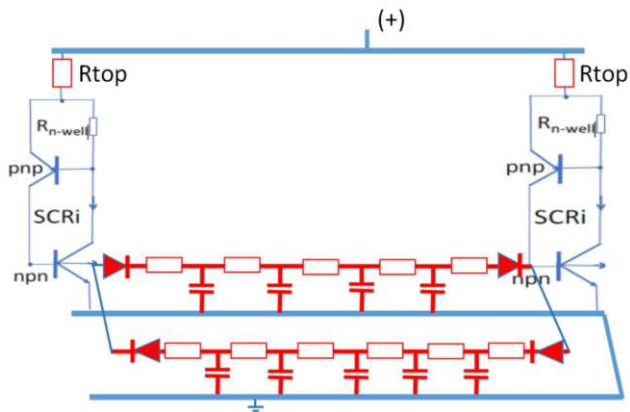 (+)
Rtop Rtop
Rn-well Rn-well
pnp pnp
SCRi SCRi
npn npn